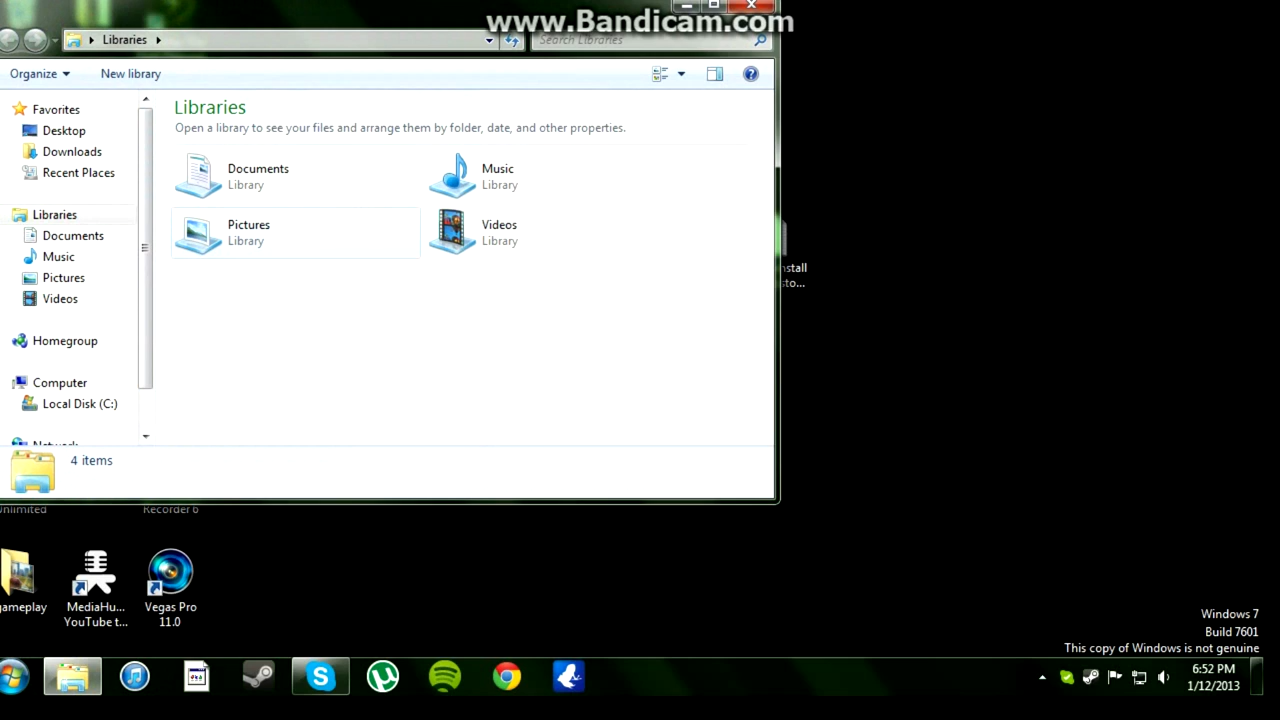 www.Bandicam.com
Libraries
Search Libraries
Organize
New library
Favorites
Desktop
Downloads
Recent Places
Libraries
Documents
Music
Pictures
Videos
Homegroup
Computer
Local Disk (C:)
Network
Libraries
Open a library to see your files and arrange them by folder, date, and other properties.
Documents
Library
Music
Library
Pictures
Library
Videos
Library
4 items
nstall
sto...
Unlimited
Recorder 6
gameplay
MediaHu...
YouTube t...
Vegas Pro
11.0
Windows 7
Build 7601
This copy of Windows is not genuine
6:52 PM
1/12/2013